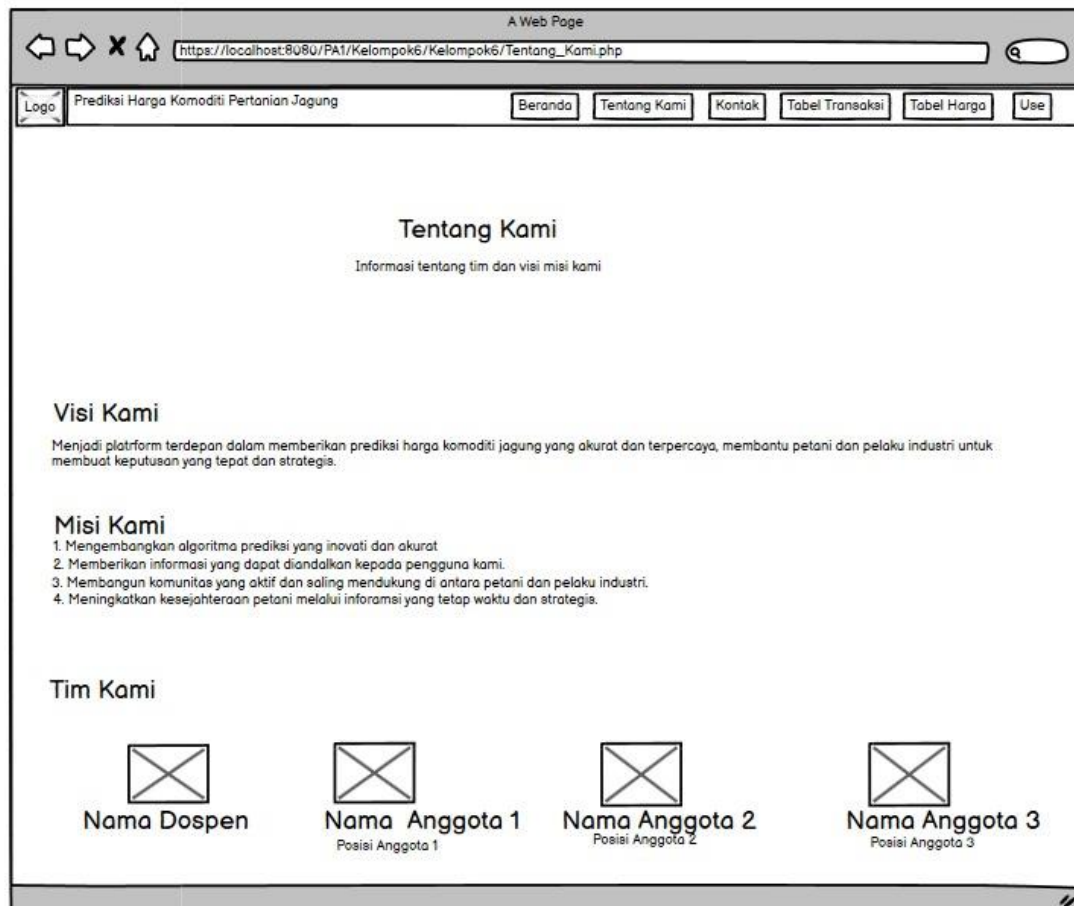 A Web Page
https://localhost:8080/PA1/Kelompok6/Kelompok6/Tentang_Kami.php
Logo Prediksi Harga Komoditi Pertanian Jagung Beranda Tentang Kami Kontak Tabel Transaksi Tabel Harga Use
Tentang Kami
Informasi tentang tim dan visi misi kami
Visi Kami
Menjadi platrform terdepan dalam memberikan prediksi harga komoditi jagung yang akurat dan terpercaya, membantu petani dan pelaku industri untuk
membuat keputusan yang tepat dan strategis.
Misi Kami
1. Mengembangkan algoritma prediksi yang inovati dan akurat
2. Memberikan informasi yang dapat diandalkan kepada pengguna kami.
3. Membangun komunitas yang aktif dan saling mendukung di antara petani dan pelaku industri.
4. Meningkatkan kesejahteraan petani melalui inforamsi yang tetap waktu dan strategis.
Tim Kami
Nama Dospen Nama Anggota 1 Nama Anggota 2 Nama Anggota 3
Posisi Anggota 1 Posisi Anggota 2 Posisi Anggota 3